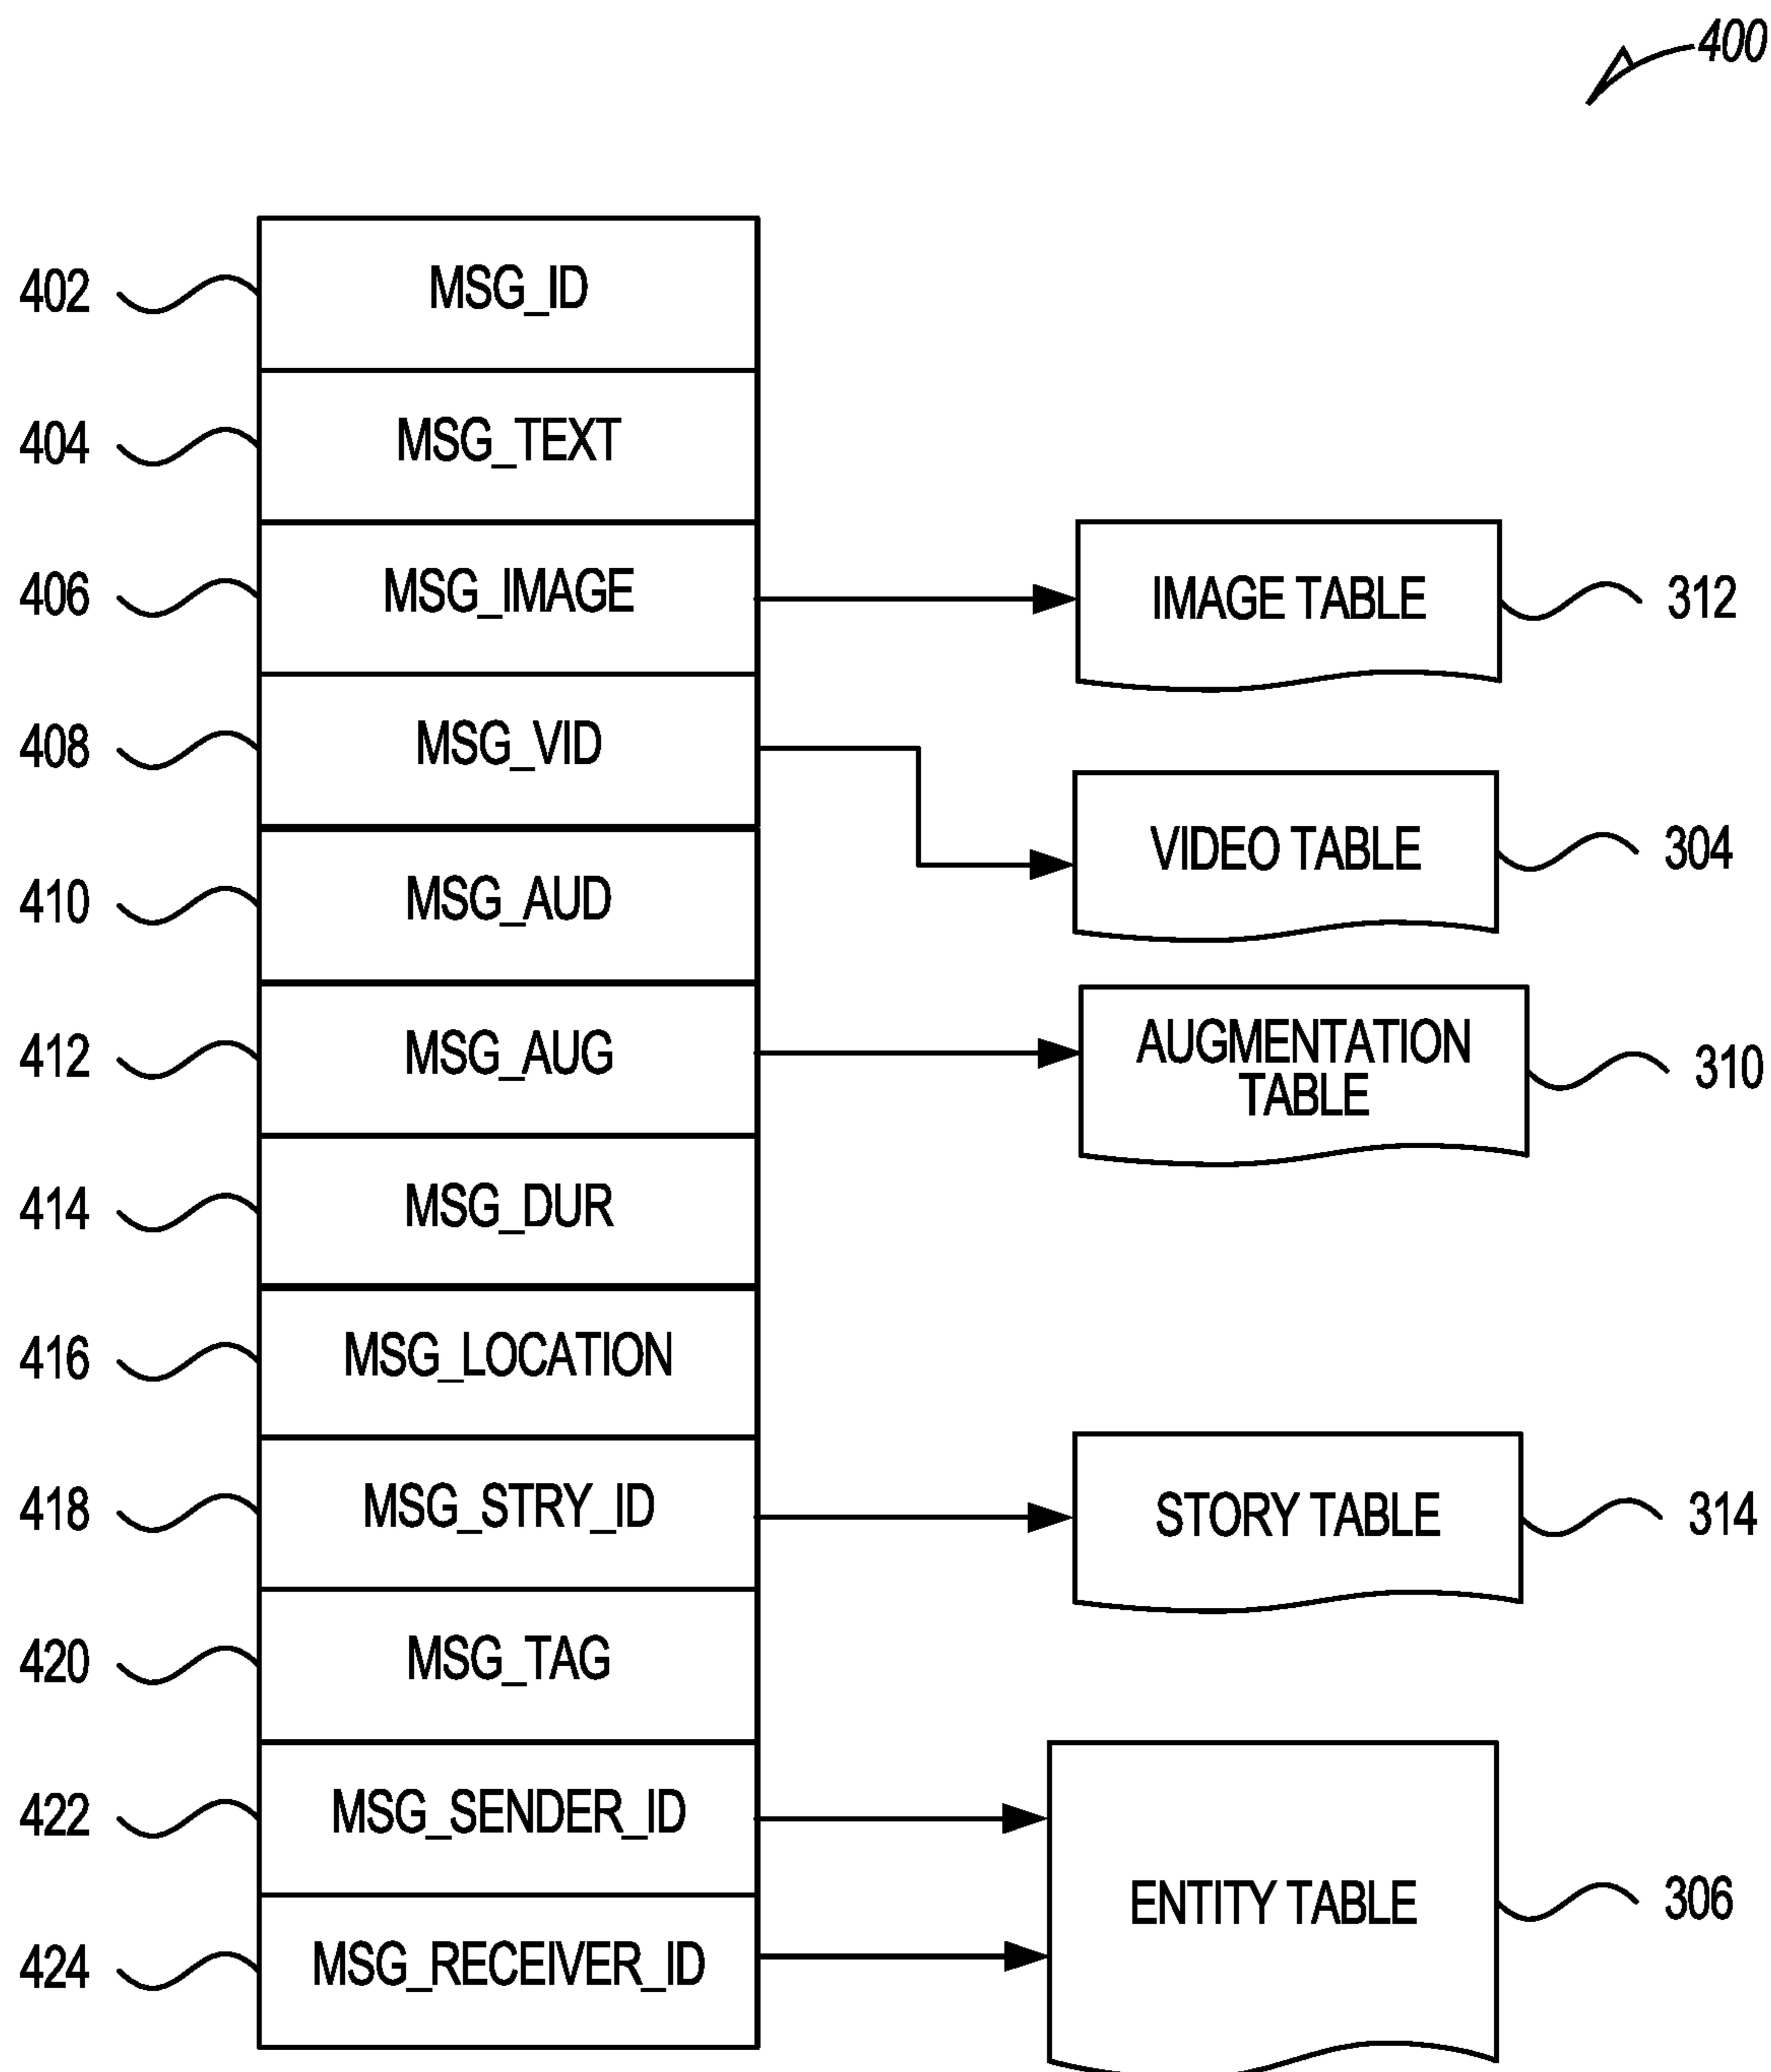 400
402 MSG_ID
404 MSG_TEXT
406 MSG_IMAGE IMAGE TABLE 312
408 MSG_VID VIDEO TABLE 304
410 MSG_AUD
412 MSG_AUG AUGMENTATION
TABLE 310
414 MSG_DUR
416 MSG_LOCATION
418 MSG_STRY_ID STORY TABLE 314
420 MSG_TAG
422 MSG_SENDER_ID
ENTITY TABLE 306
424 MSG_RECEIVER_ID